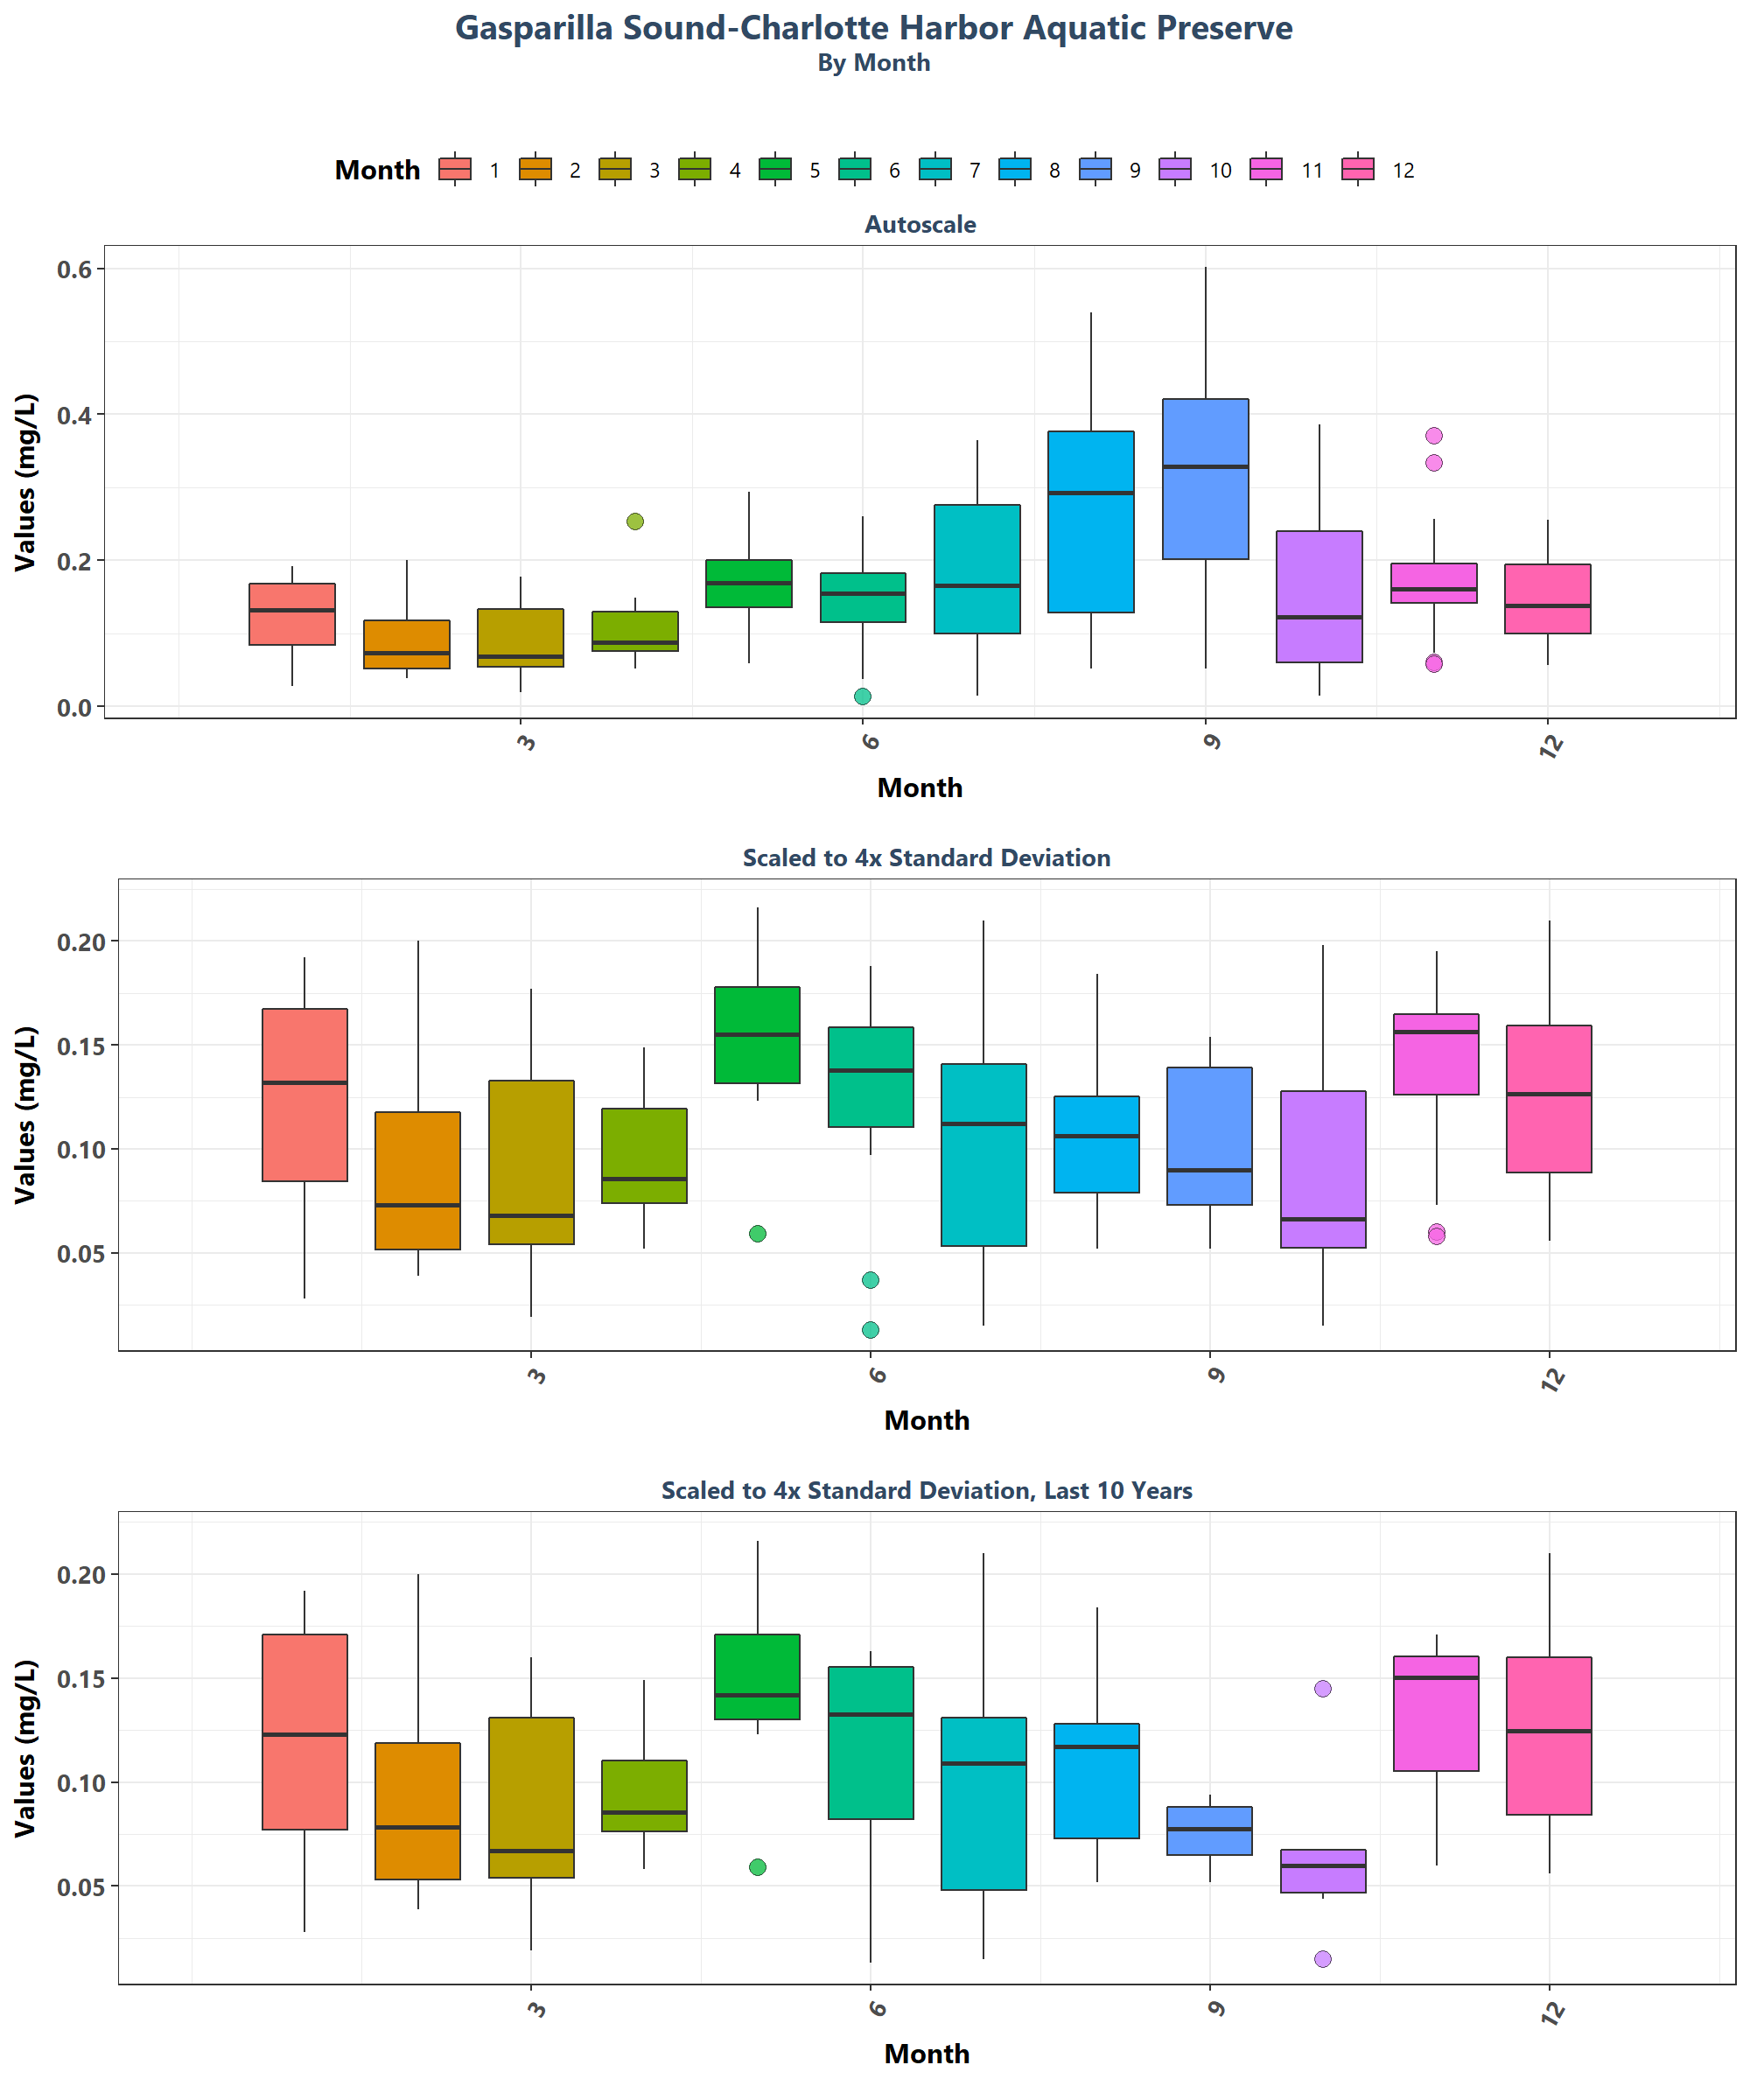 Gasparilla Sound-Charlotte Harbor Aquatic Preserve
By Month
Month 1 2 3 4 5 6 7 8 9 10 11 12
Autoscale
Values (mg/L)
0.6
0.4
0.2
0.0
3 6 9 12
Month
Scaled to 4x Standard Deviation
Values (mg/L)
0.20
0.15
0.10
0.05
3 6 9 12
Month
Scaled to 4x Standard Deviation, Last 10 Years
Values (mg/L)
0.20
0.15
0.10
0.05
3 6 9 12
Month